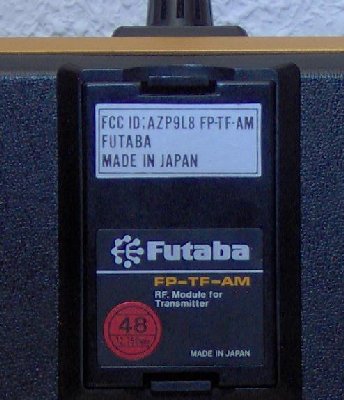 FCC ID:AZP9L8 FP-TF-AM
FUTABA
MADE IN JAPAN
Futaba
FP-TF-AM
RF. Module for
Transmitter
48
MADE IN JAPAN